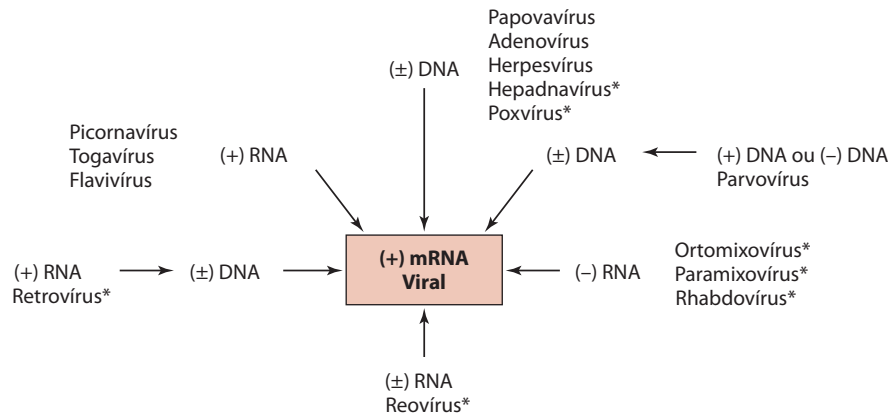 Papovavírus
Adenovírus
Herpesvírus
Hepadnavírus*
Poxvírus*
(±) DNA
Picornavírus
Togavírus
Flavivírus
(+) RNA
(±) DNA
(+) DNA ou (–) DNA
Parvovírus
(+) RNA
Retrovírus*
(±) DNA
(+) mRNA
Viral
(–) RNA
Ortomixovírus*
Paramixovírus*
Rhabdovírus*
(±) RNA
Reovírus*